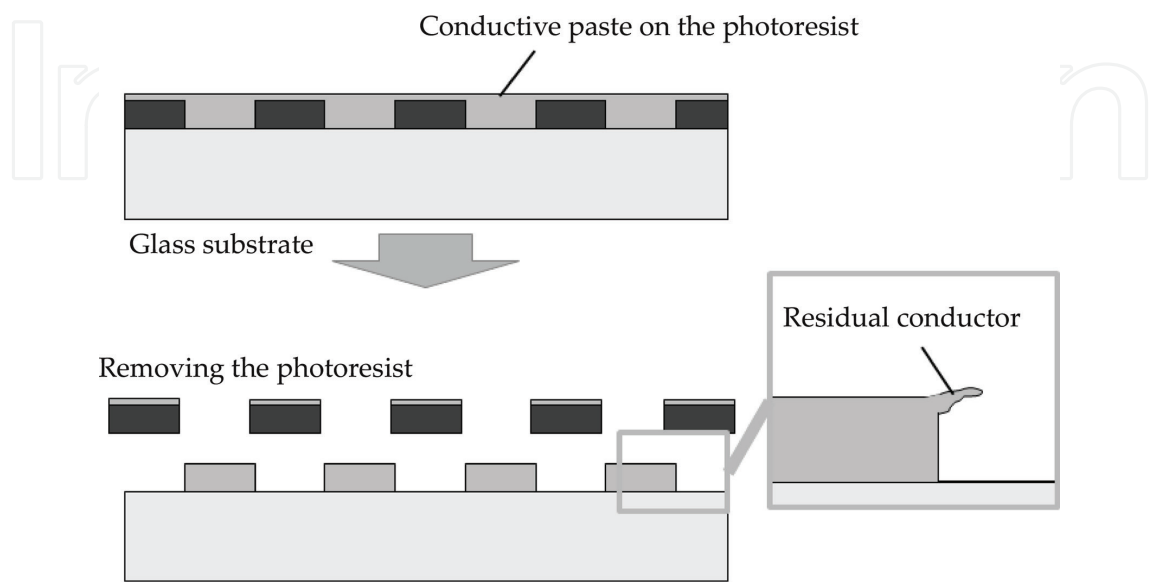 Conductive paste on the photoresist
Glass substrate
Residual conductor
Removing the photoresist